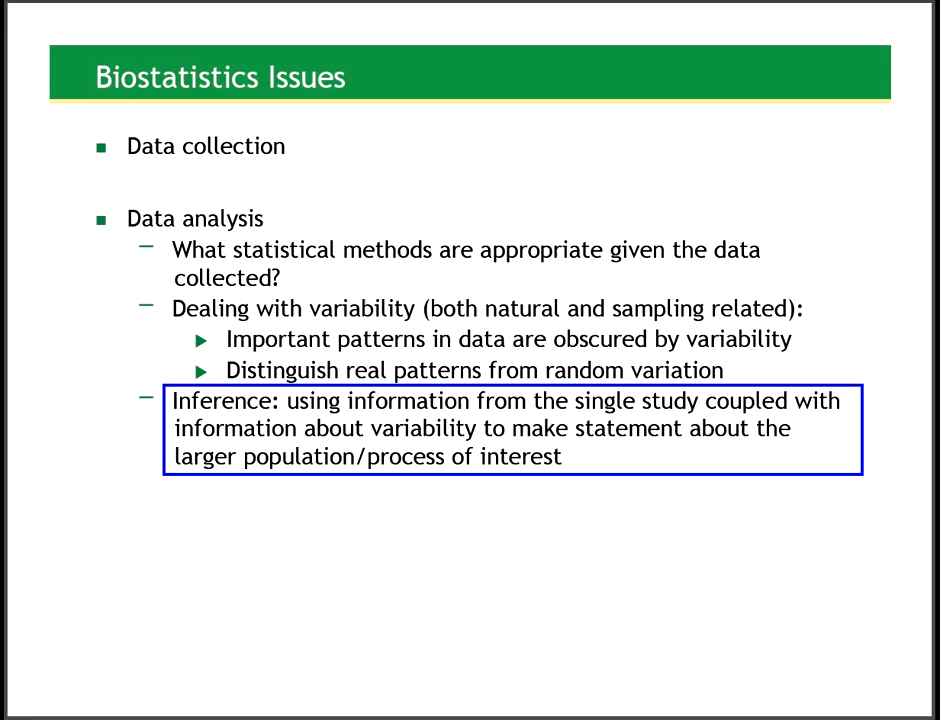 Biostatistics Issues
Data collection
Data analysis
What statistical methods are appropriate given the data
collected?
Dealing with variability (both natural and sampling related):
Important patterns in data are obscured by variability
Distinguish real patterns from random variation
Inference: using information from the single study coupled with
information about variability to make statement about the
larger population/process of interest